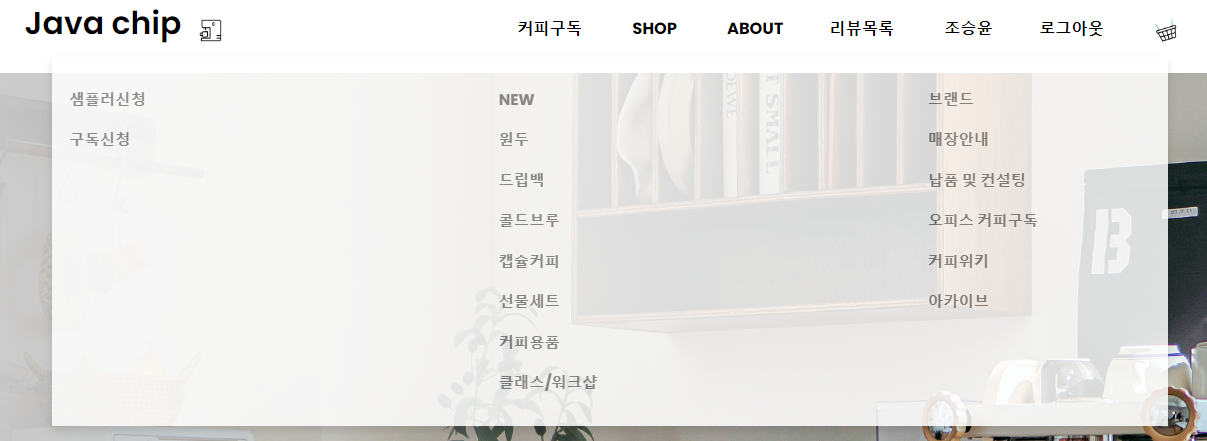 Java chip
커피구독 SHOP ABOUT 리뷰목록 조승윤 로그아웃
샘플러신청
구독신청
NEW
원두
드립백
콜드브루
캡슐커피
선물세트
커피용품
클래스/워크샵
브랜드
매장안내
납품 및 컨설팅
오피스 커피구독
커피위키
아카이브
SMALL
B